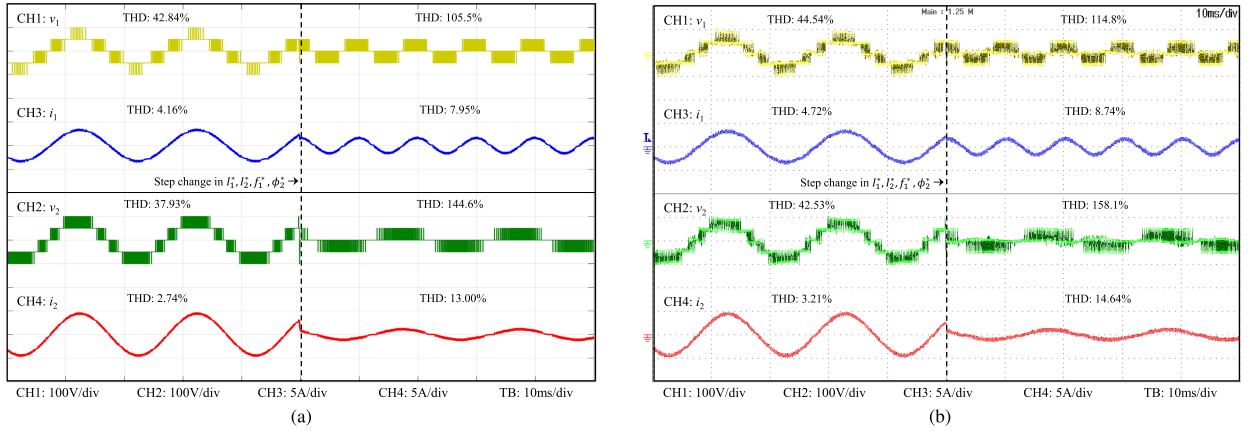 CH1: v₁
THD: 42.84%
105.5%
CH3: i₁
THD: 4.16%
THD: 7.95%
Step change in I₁*, I₂*, f₁*, ϕ₂* →
CH2: v₂
THD: 37.93%
THD: 144.6%
CH4: i₂
THD: 2.74%
THD: 13.00%
CH1: 100V/div CH2: 100V/div CH3: 5A/div CH4: 5A/div TB: 10ms/div
(a)
Main : 1.25 M
10ms/div
CH1: v₁
THD: 44.54%
THD: 114.8%
CH3: i₁
THD: 4.72%
THD: 8.74%
Step change in I₁*, I₂*, f₁*, ϕ₂* →
CH2: v₂
THD: 42.53%
THD: 158.1%
CH4: i₂
THD: 3.21%
THD: 14.64%
CH1: 100V/div CH2: 100V/div CH3: 5A/div CH4: 5A/div TB: 10ms/div
(b)